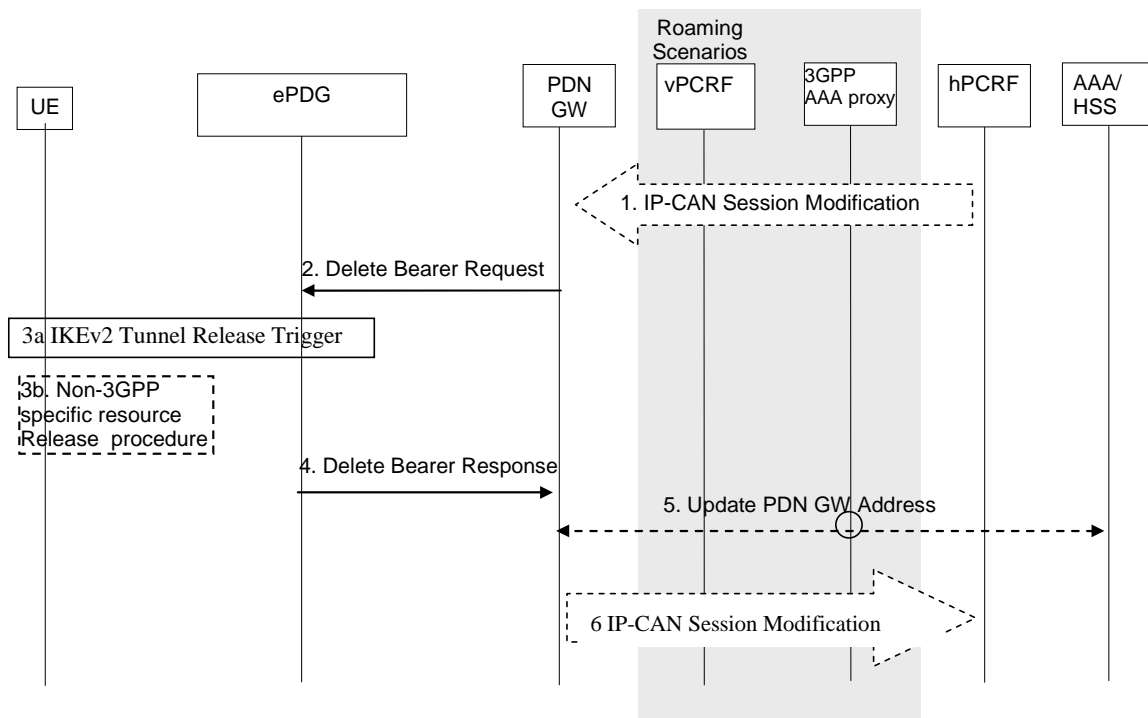 Roaming
Scenarios
UE
ePDG
PDN
GW
vPCRF
3GPP
AAA proxy
hPCRF
AAA/
HSS
1. IP-CAN Session Modification
2. Delete Bearer Request
3a IKEv2 Tunnel Release Trigger
3b. Non-3GPP
specific resource
Release procedure
4. Delete Bearer Response
5. Update PDN GW Address
6 IP-CAN Session Modification